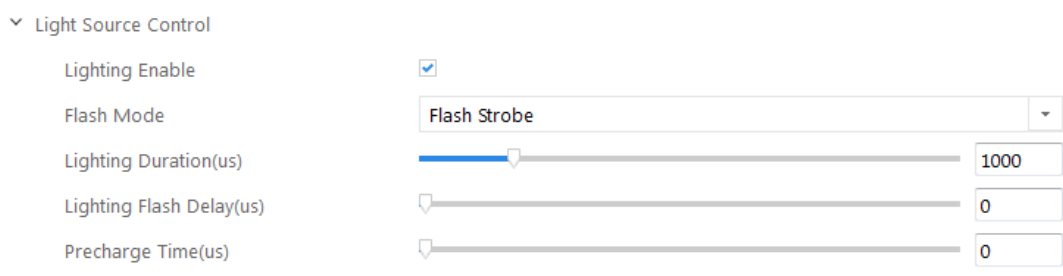 Light Source Control
Lighting Enable
Flash Mode Flash Strobe
Lighting Duration(us) 1000
Lighting Flash Delay(us) 0
Precharge Time(us) 0